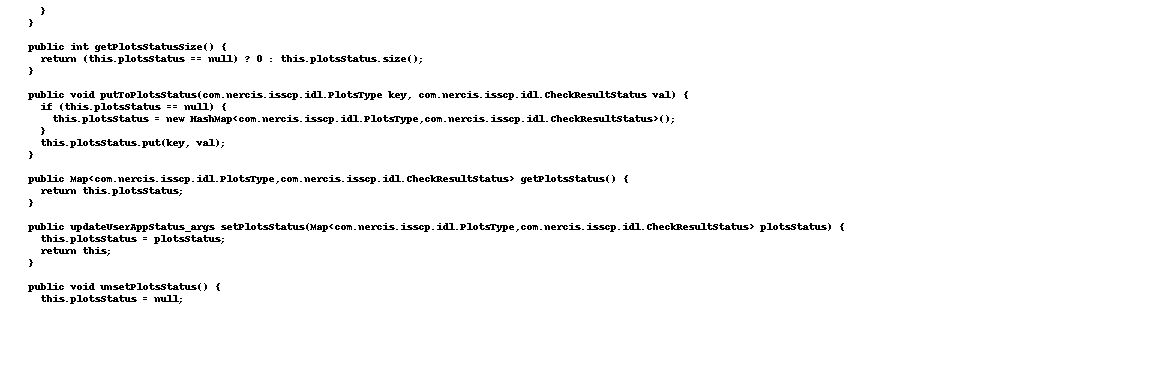 }
}
public int getPlotsStatusSize() {
return (this.plotsStatus == null) ? 0 : this.plotsStatus.size();
}
public void putToPlotsStatus(com.nercis.isscp.idl.PlotsType key, com.nercis.isscp.idl.CheckResultStatus val) {
if (this.plotsStatus == null) {
this.plotsStatus = new HashMap<com.nercis.isscp.idl.PlotsType,com.nercis.isscp.idl.CheckResultStatus>();
}
this.plotsStatus.put(key, val);
}
public Map<com.nercis.isscp.idl.PlotsType,com.nercis.isscp.idl.CheckResultStatus> getPlotsStatus() {
return this.plotsStatus;
}
public updateUserAppStatus_args setPlotsStatus(Map<com.nercis.isscp.idl.PlotsType,com.nercis.isscp.idl.CheckResultStatus> plotsStatus) {
this.plotsStatus = plotsStatus;
return this;
}
public void unsetPlotsStatus() {
this.plotsStatus = null;